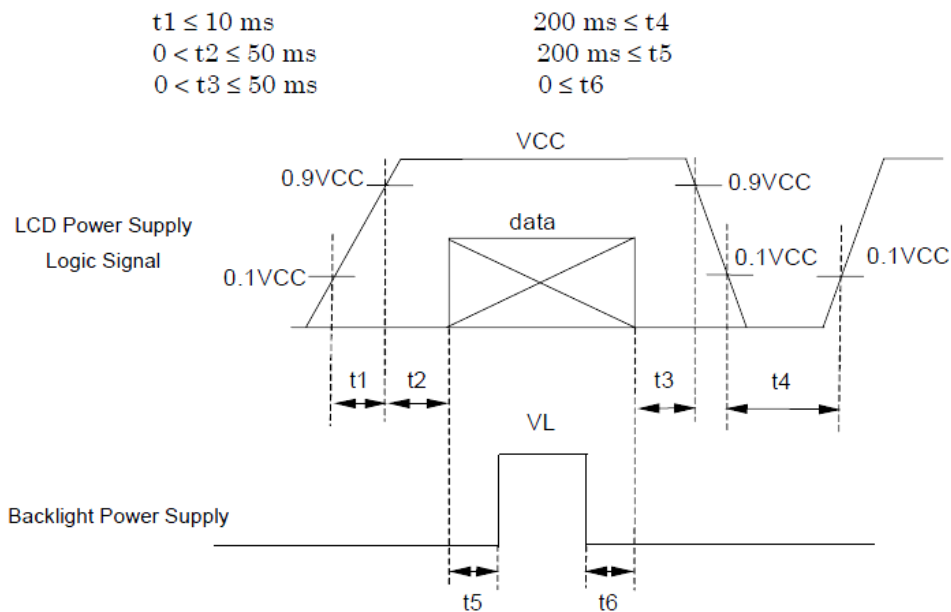 t1 ≤ 10 ms 200 ms ≤ t4
0 < t2 ≤ 50 ms 200 ms ≤ t5
0 < t3 ≤ 50 ms 0 ≤ t6
VCC
0.9VCC 0.9VCC
LCD Power Supply
Logic Signal
data
0.1VCC 0.1VCC 0.1VCC
t1 t2 t3 t4
VL
Backlight Power Supply
t5 t6